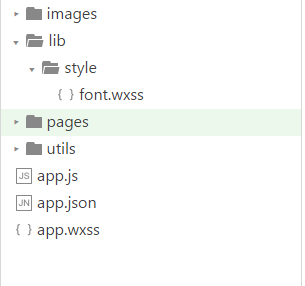 images
lib
style
{ } font.wxss
pages
utils
JS app.js
JN app.json
{ } app.wxss